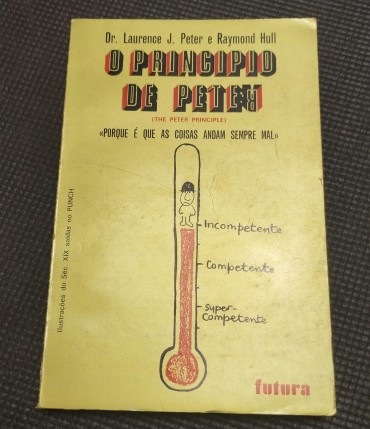 Dr. Laurence J. Peter e Raymond Hull
O PRINCIPIO
DE PETER
(THE PETER PRINCIPLE)
«PORQUE É QUE AS COISAS ANDAM SEMPRE MAL»
Incompetente
Competente
Super-
Competente
Ilustrações do Séc. XIX saídas no PUNCH
futura